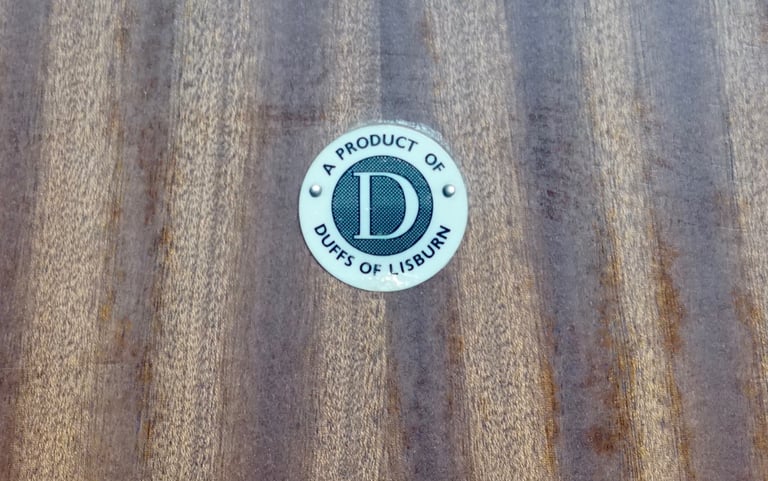 A PRODUCT OF
D
DUFFS OF LISBURN